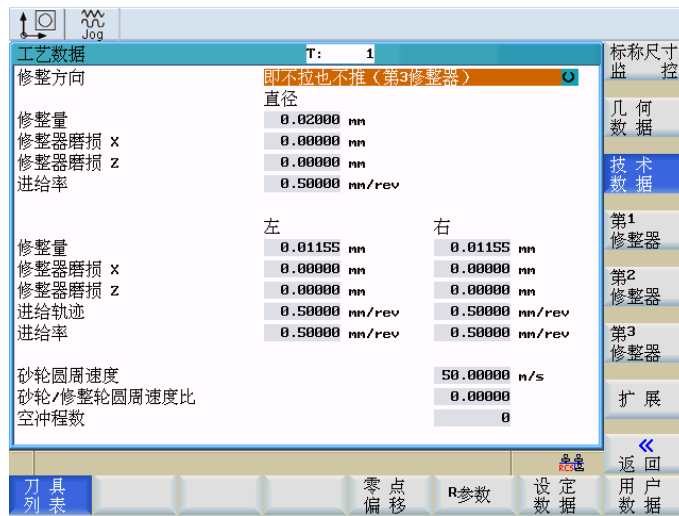 Jog
工艺数据 T: 1
修整方向 即不拉也不推（第3修整器）
直径
修整量 0.02000 mm
修整器磨损 X 0.00000 mm
修整器磨损 Z 0.00000 mm
进给率 0.50000 mm/rev
左 右
修整量 0.01155 mm 0.01155 mm
修整器磨损 X 0.00000 mm 0.00000 mm
修整器磨损 Z 0.00000 mm 0.00000 mm
进给轨迹 0.50000 mm/rev 0.50000 mm/rev
进给率 0.50000 mm/rev 0.50000 mm/rev
砂轮圆周速度 50.00000 m/s
砂轮/修整轮圆周速度比 0.00000
空冲程数 0
标称尺寸
监 控
几 何
数 据
技 术
数 据
第1
修整器
第2
修整器
第3
修整器
扩 展
«
返 回
RCS
刀 具
列 表
零 点
偏 移
R参数
设 定
数 据
用 户
数 据